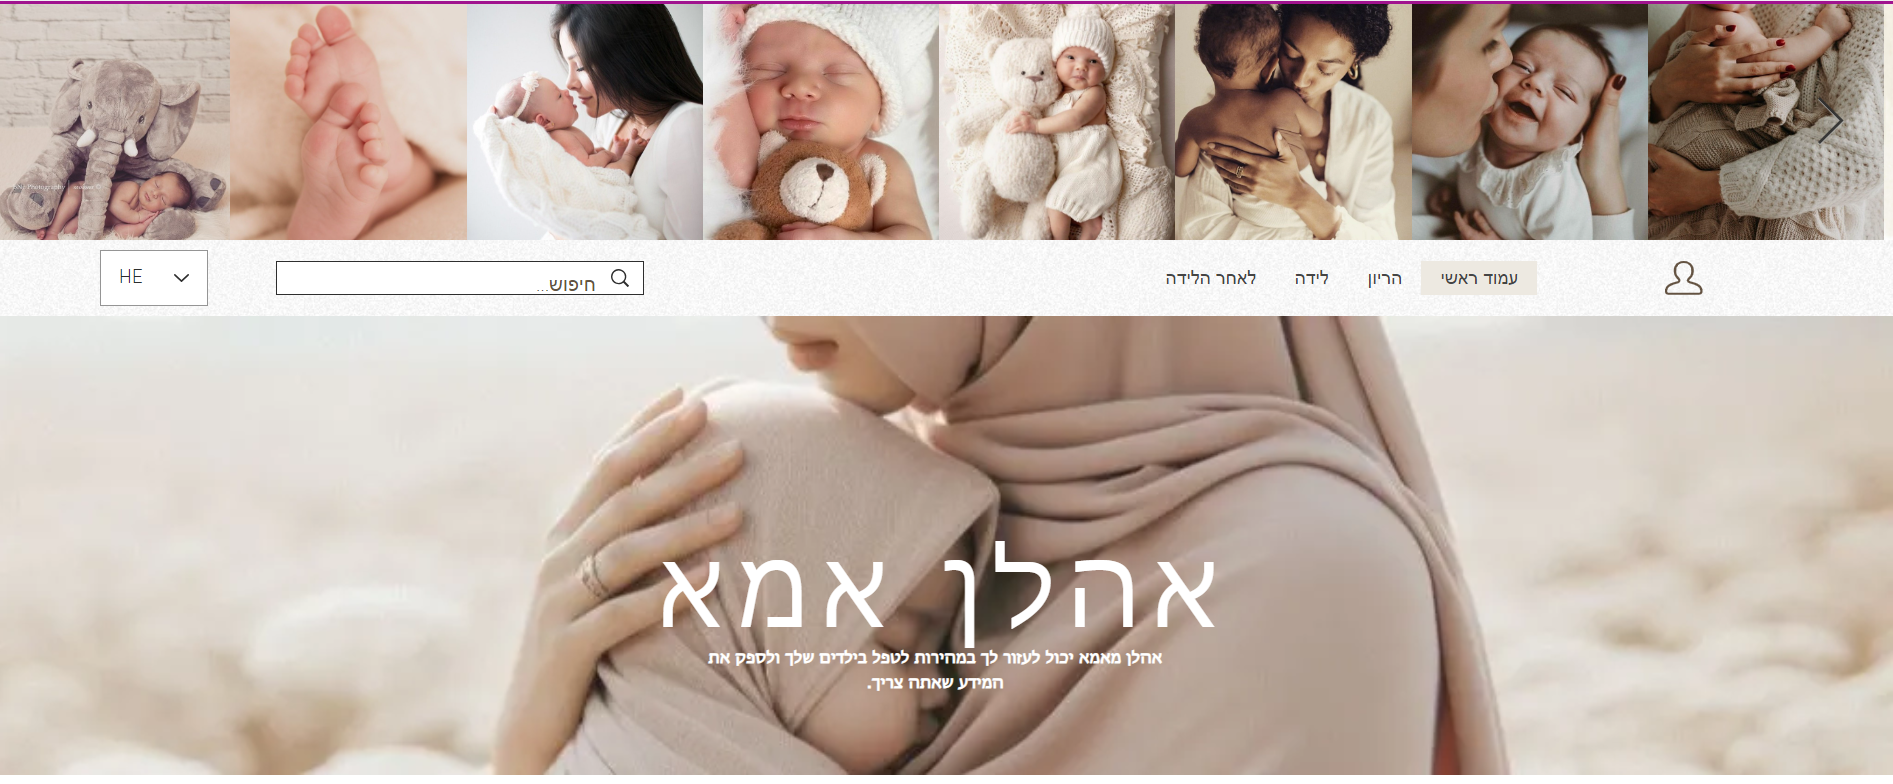 HE
חיפוש...
עמוד ראשי
הריון
לידה
לאחר הלידה
אהלן אמא
אהלן מאמא יכול לעזור לך במהירות לטפל בילדים שלך ולספק את
המידע שאתה צריך.